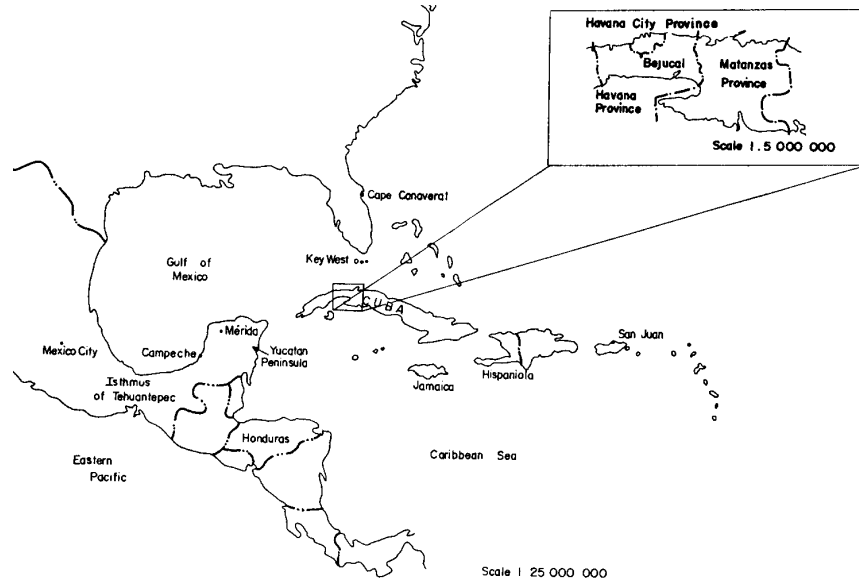 Havana City Province
Bejucal
Matanzas
Province
Havana
Province
Scale 1:5 000 000
Cape Canaveral
Key West
Gulf of
Mexico
CUBA
Mérida
San Juan
Mexico City
Campeche
Yucatan
Peninsula
Jamaica
Hispaniola
Isthmus
of Tehuantepec
Honduras
Eastern
Pacific
Caribbean Sea
Scale 1 25 000 000